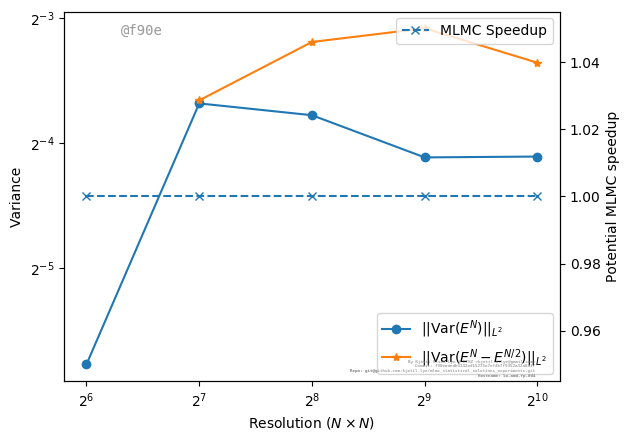 @f90e
MLMC Speedup
2^-3
2^-4
2^-5
Variance
1.04
1.02
1.00
0.98
0.96
Potential MLMC speedup
||Var(E^N)||_L^2
||Var(E^N − E^N/2)||_L^2
2^6
2^7
2^8
2^9
2^10
Resolution (N × N)